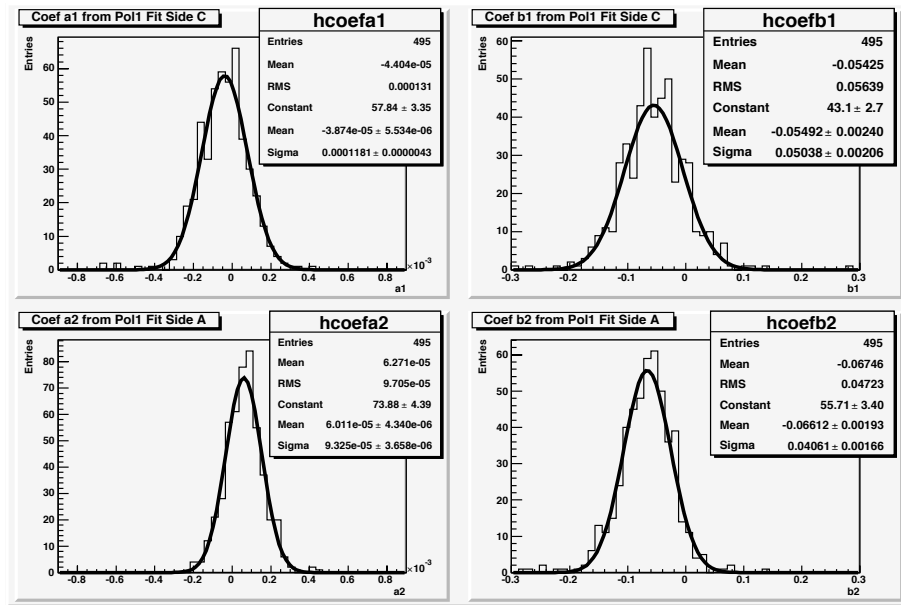 Coef a1 from Pol1 Fit Side C
hcoefa1
Entries 495
Mean -4.404e-05
RMS 0.000131
Constant 57.84 ± 3.35
Mean -3.874e-05 ± 5.534e-06
Sigma 0.0001181 ± 0.0000043
Entries
60
50
40
30
20
10
0
-0.8 -0.6 -0.4 -0.2 0 0.2 0.4 0.6 0.8 ×10-3
a1
Coef b1 from Pol1 Fit Side C
hcoefb1
Entries 495
Mean -0.05425
RMS 0.05639
Constant 43.1 ± 2.7
Mean -0.05492 ± 0.00240
Sigma 0.05038 ± 0.00206
Entries
60
50
40
30
20
10
0
-0.3 -0.2 -0.1 0 0.1 0.2 0.3
b1
Coef a2 from Pol1 Fit Side A
hcoefa2
Entries 495
Mean 6.271e-05
RMS 9.705e-05
Constant 73.88 ± 4.39
Mean 6.011e-05 ± 4.340e-06
Sigma 9.325e-05 ± 3.658e-06
Entries
80
70
60
50
40
30
20
10
0
-0.8 -0.6 -0.4 -0.2 0 0.2 0.4 0.6 0.8 ×10-3
a2
Coef b2 from Pol1 Fit Side A
hcoefb2
Entries 495
Mean -0.06746
RMS 0.04723
Constant 55.71 ± 3.40
Mean -0.06612 ± 0.00193
Sigma 0.04061 ± 0.00166
Entries
60
50
40
30
20
10
0
-0.3 -0.2 -0.1 0 0.1 0.2 0.3
b2